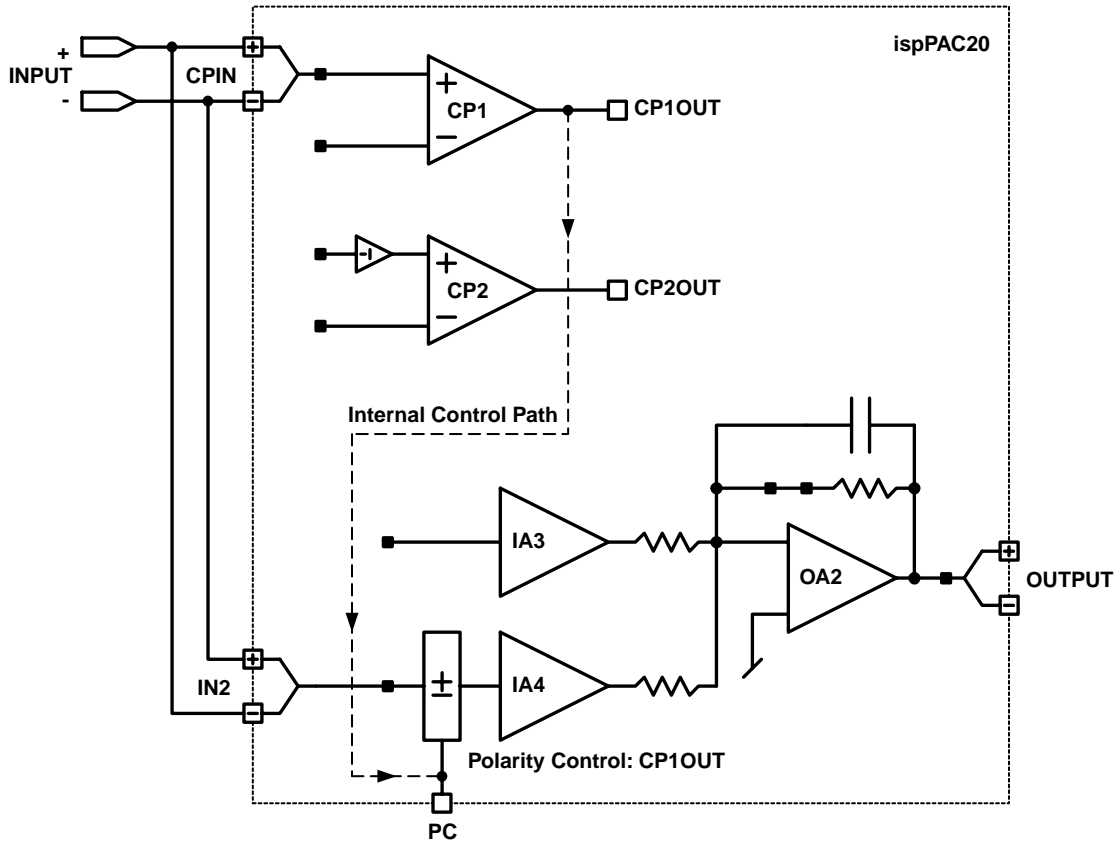 ispPAC20
+
INPUT
-
+
CPIN
-
+
CP1
-
CP1OUT
-1
+
CP2
-
CP2OUT
Internal Control Path
IA3
OA2
+
OUTPUT
-
+
IN2
-
±
IA4
Polarity Control: CP1OUT
PC